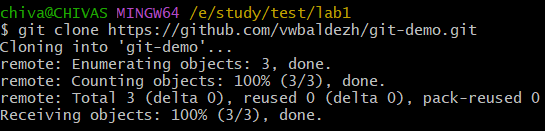 chiva@CHIVAS MINGW64 /e/study/test/lab1
$ git clone https://github.com/vwbaldezh/git-demo.git
Cloning into 'git-demo'...
remote: Enumerating objects: 3, done.
remote: Counting objects: 100% (3/3), done.
remote: Total 3 (delta 0), reused 0 (delta 0), pack-reused 0
Receiving objects: 100% (3/3), done.